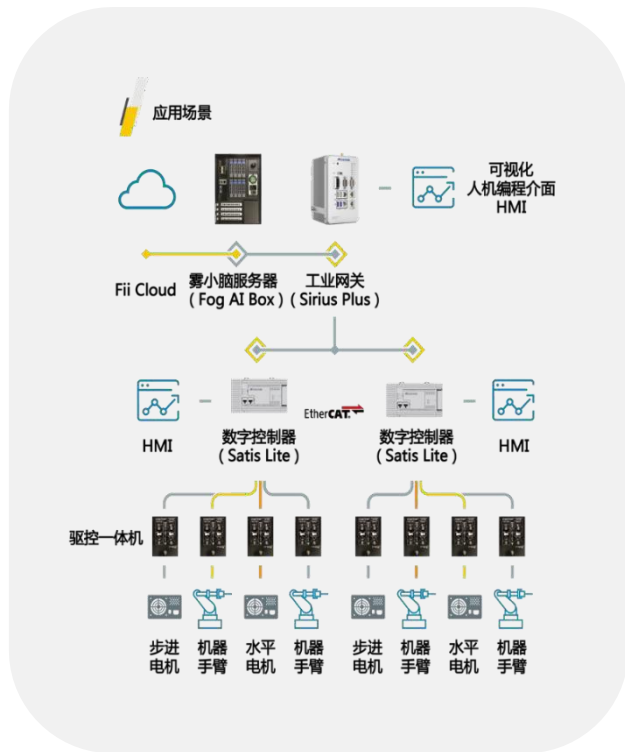 应用场景
可视化
人机编程介面
HMI
Fii Cloud
雾小脑服务器
（Fog AI Box）
工业网关
（Sirius Plus）
HMI
EtherCAT
数字控制器
（Satis Lite）
数字控制器
（Satis Lite）
HMI
驱控一体机
步进
电机
机器
手臂
水平
电机
机器
手臂
步进
电机
机器
手臂
水平
电机
机器
手臂